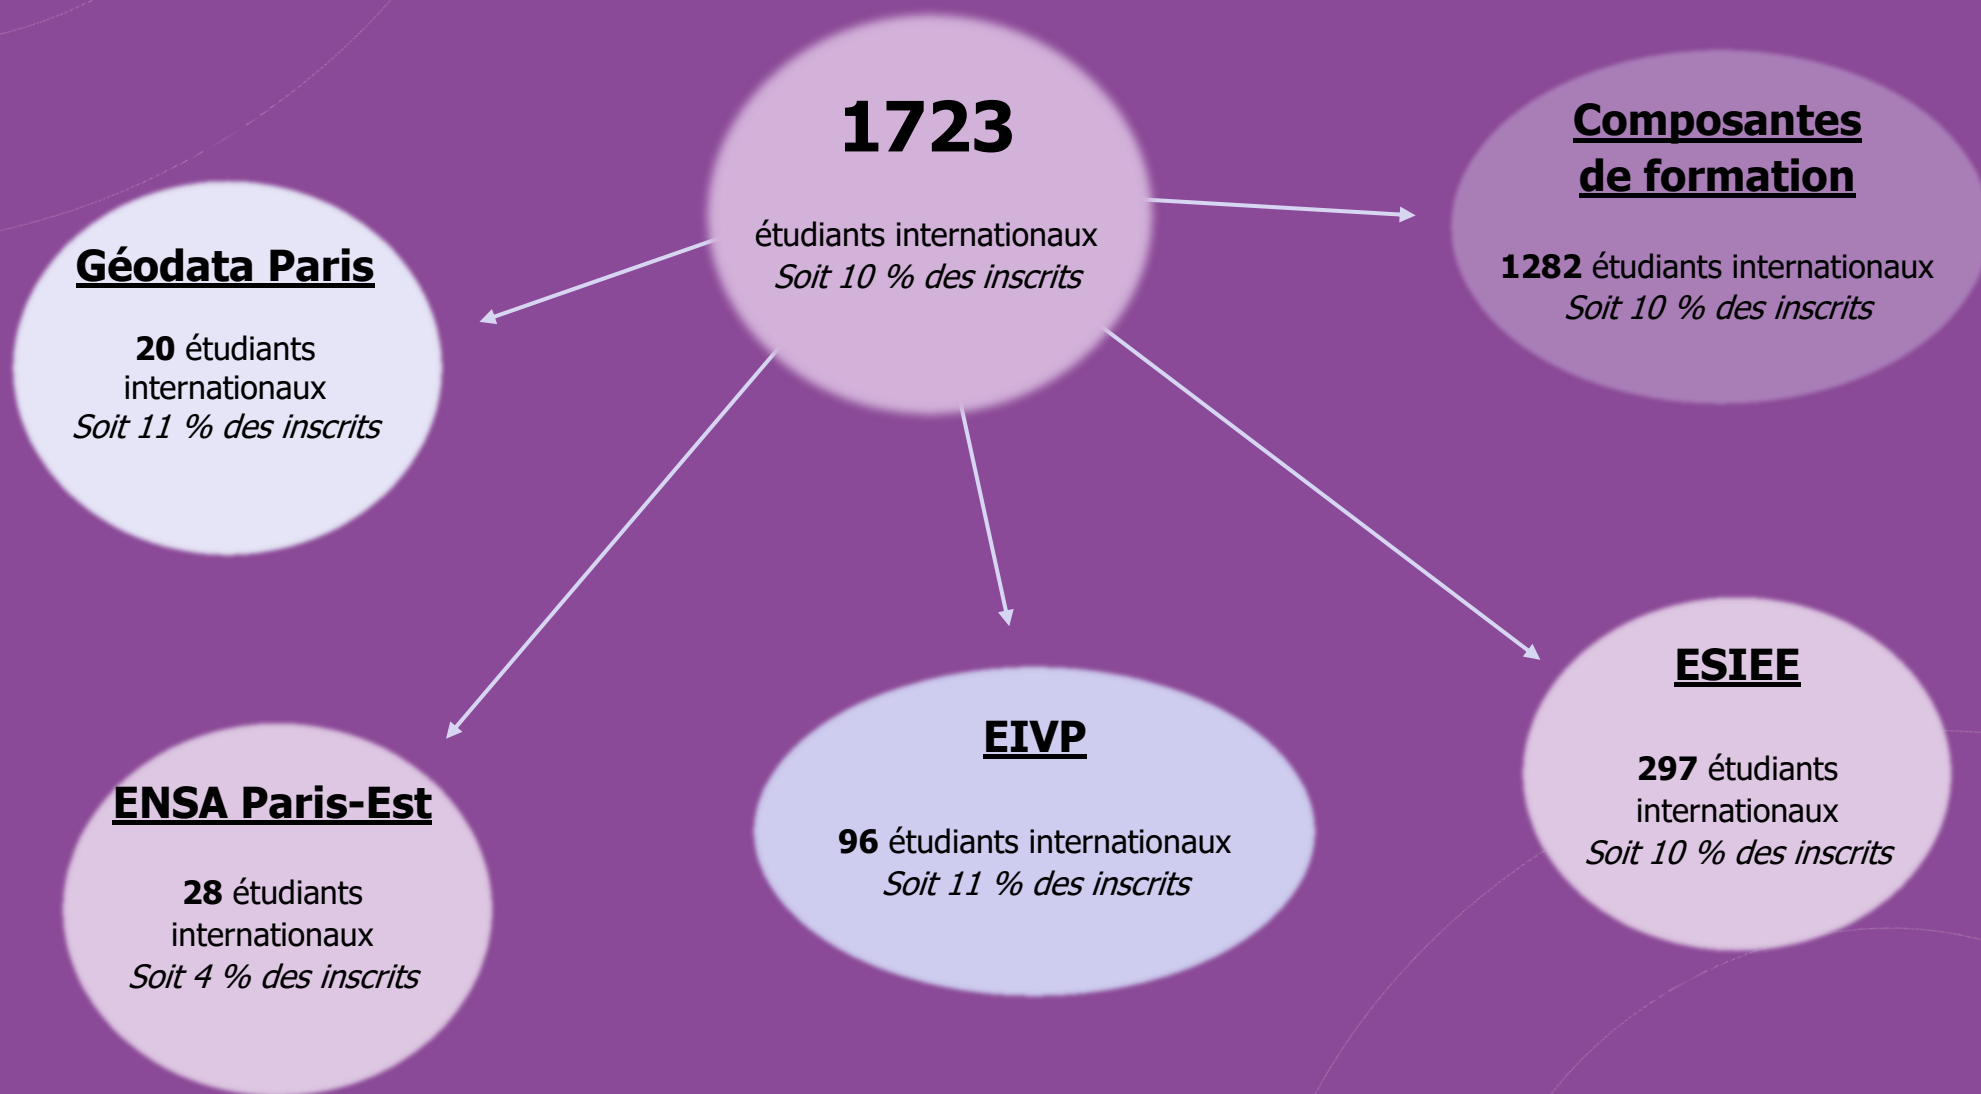 1723
étudiants internationaux
Soit 10 % des inscrits
Composantes
de formation
1282 étudiants internationaux
Soit 10 % des inscrits
Géodata Paris
20 étudiants
internationaux
Soit 11 % des inscrits
ENSA Paris-Est
28 étudiants
internationaux
Soit 4 % des inscrits
EIVP
96 étudiants internationaux
Soit 11 % des inscrits
ESIEE
297 étudiants
internationaux
Soit 10 % des inscrits